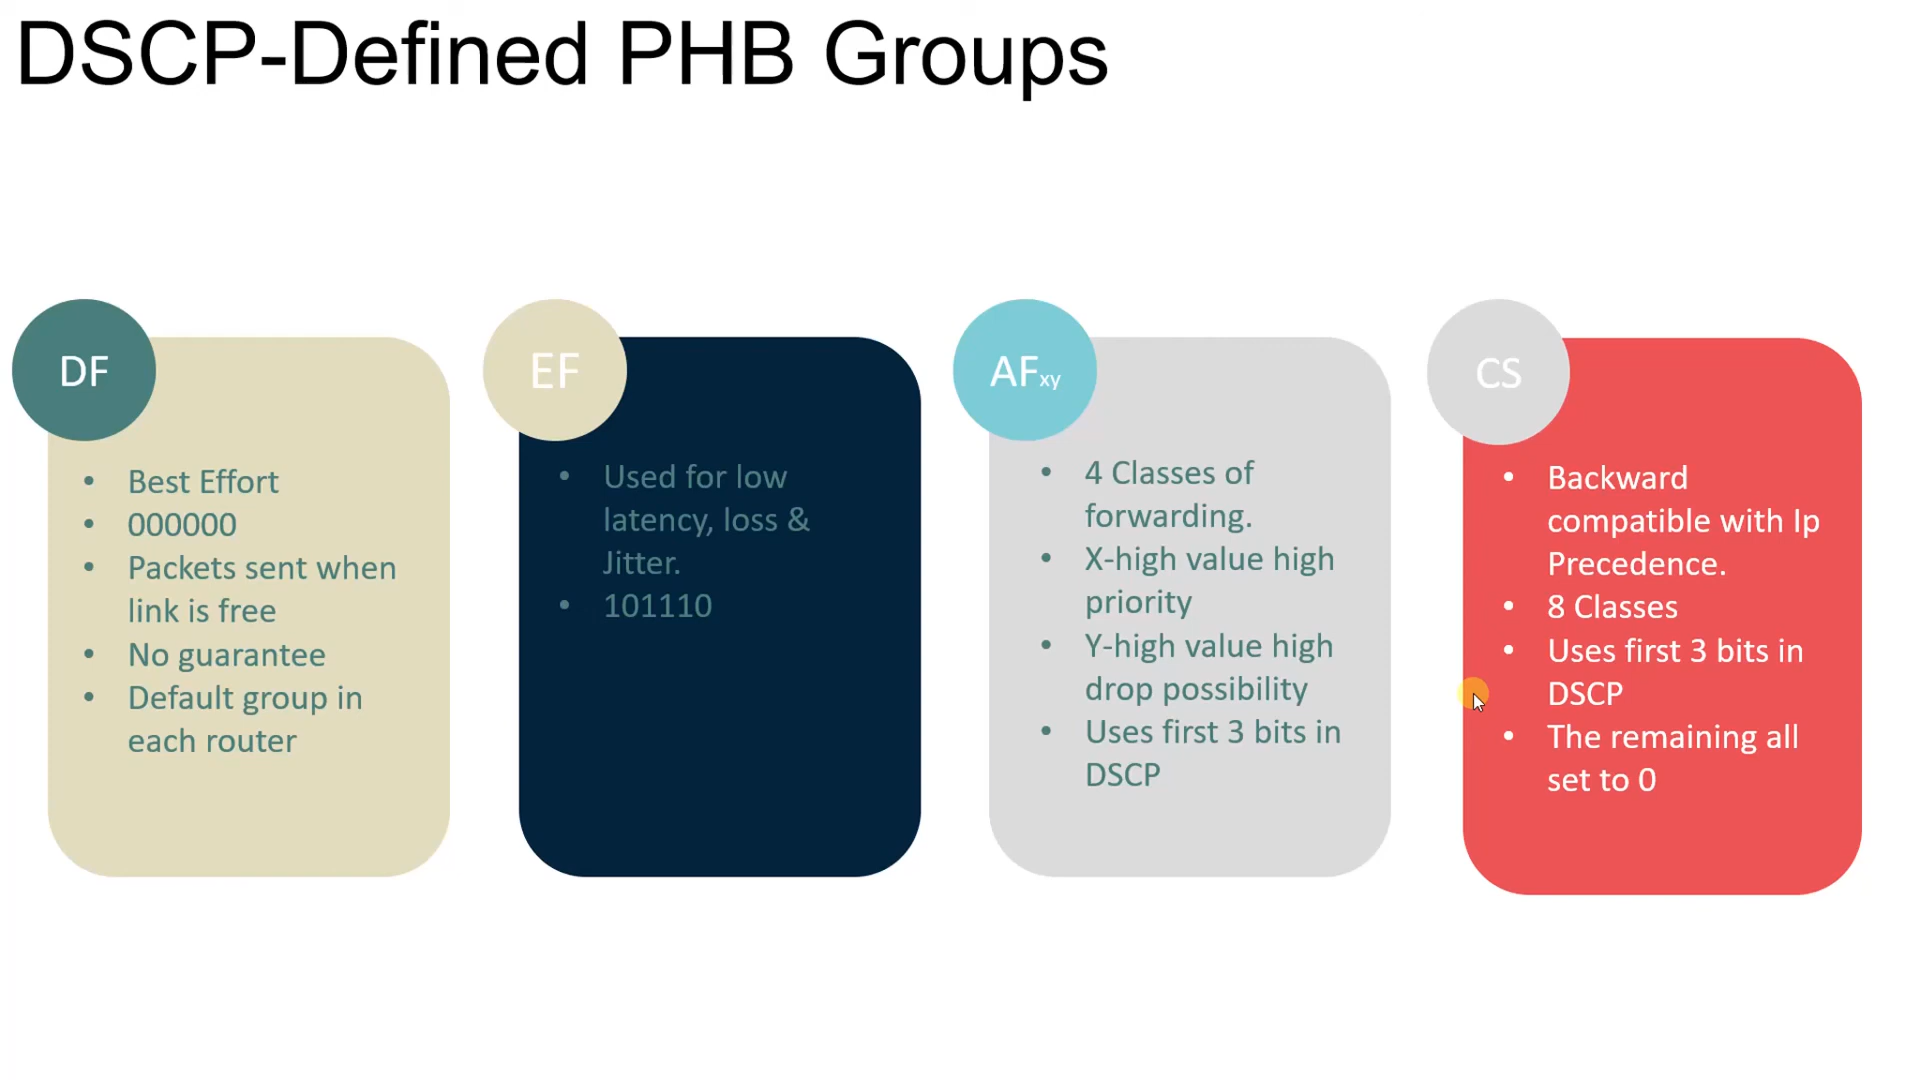 DSCP-Defined PHB Groups
DF
• Best Effort
• 000000
• Packets sent when
link is free
• No guarantee
• Default group in
each router
EF
• Used for low
latency, loss &
Jitter.
• 101110
AFxy
• 4 Classes of
forwarding.
• X-high value high
priority
• Y-high value high
drop possibility
• Uses first 3 bits in
DSCP
CS
• Backward
compatible with Ip
Precedence.
• 8 Classes
• Uses first 3 bits in
DSCP
• The remaining all
set to 0